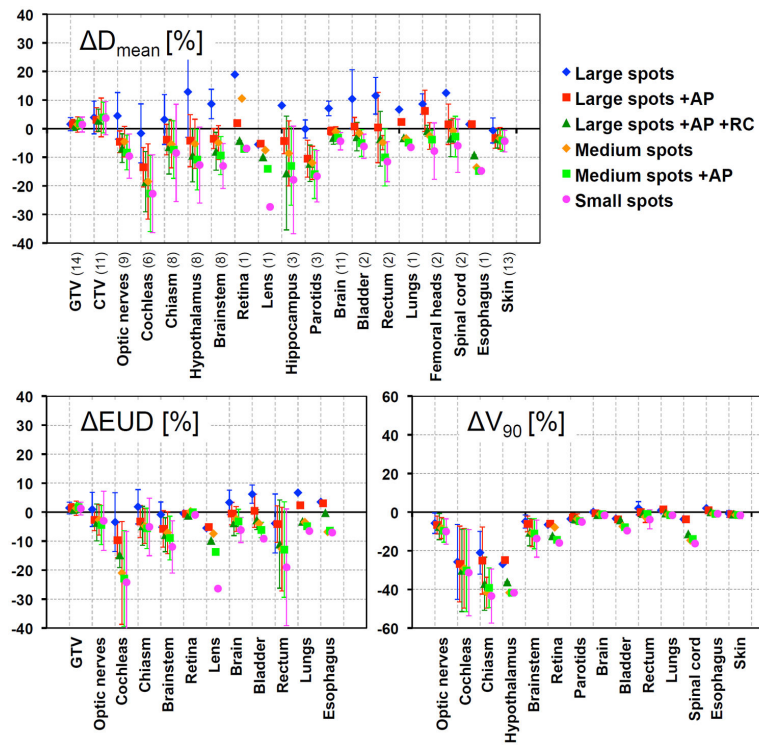 ΔDmean [%]
40
30
20
10
0
-10
-20
-30
-40
GTV (14)
CTV (11)
Optic nerves (9)
Cochleas (6)
Chiasm (8)
Hypothalamus (8)
Brainstem (8)
Retina (1)
Lens (1)
Hippocampus (3)
Parotids (3)
Brain (11)
Bladder (2)
Rectum (2)
Lungs (1)
Femoral heads (2)
Spinal cord (2)
Esophagus (1)
Skin (13)
Large spots
Large spots +AP
Large spots +AP +RC
Medium spots
Medium spots +AP
Small spots
ΔEUD [%]
40
30
20
10
0
-10
-20
-30
-40
GTV
Optic nerves
Cochleas
Chiasm
Brainstem
Retina
Lens
Brain
Bladder
Rectum
Lungs
Esophagus
ΔV90 [%]
60
40
20
0
-20
-40
-60
Optic nerves
Cochleas
Chiasm
Hypothalamus
Brainstem
Retina
Parotids
Brain
Bladder
Rectum
Lungs
Spinal cord
Esophagus
Skin